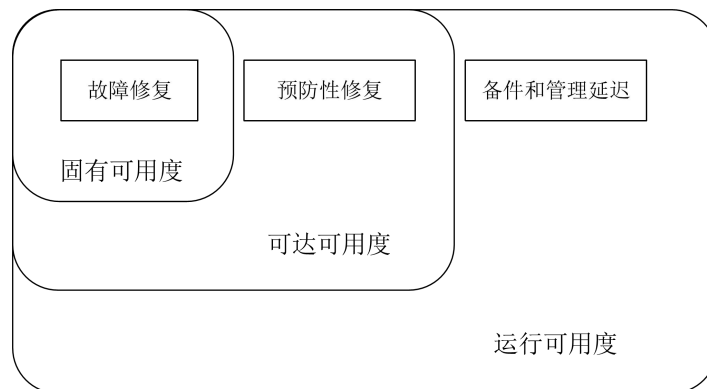 故障修复
预防性修复
备件和管理延迟
固有可用度
可达可用度
运行可用度